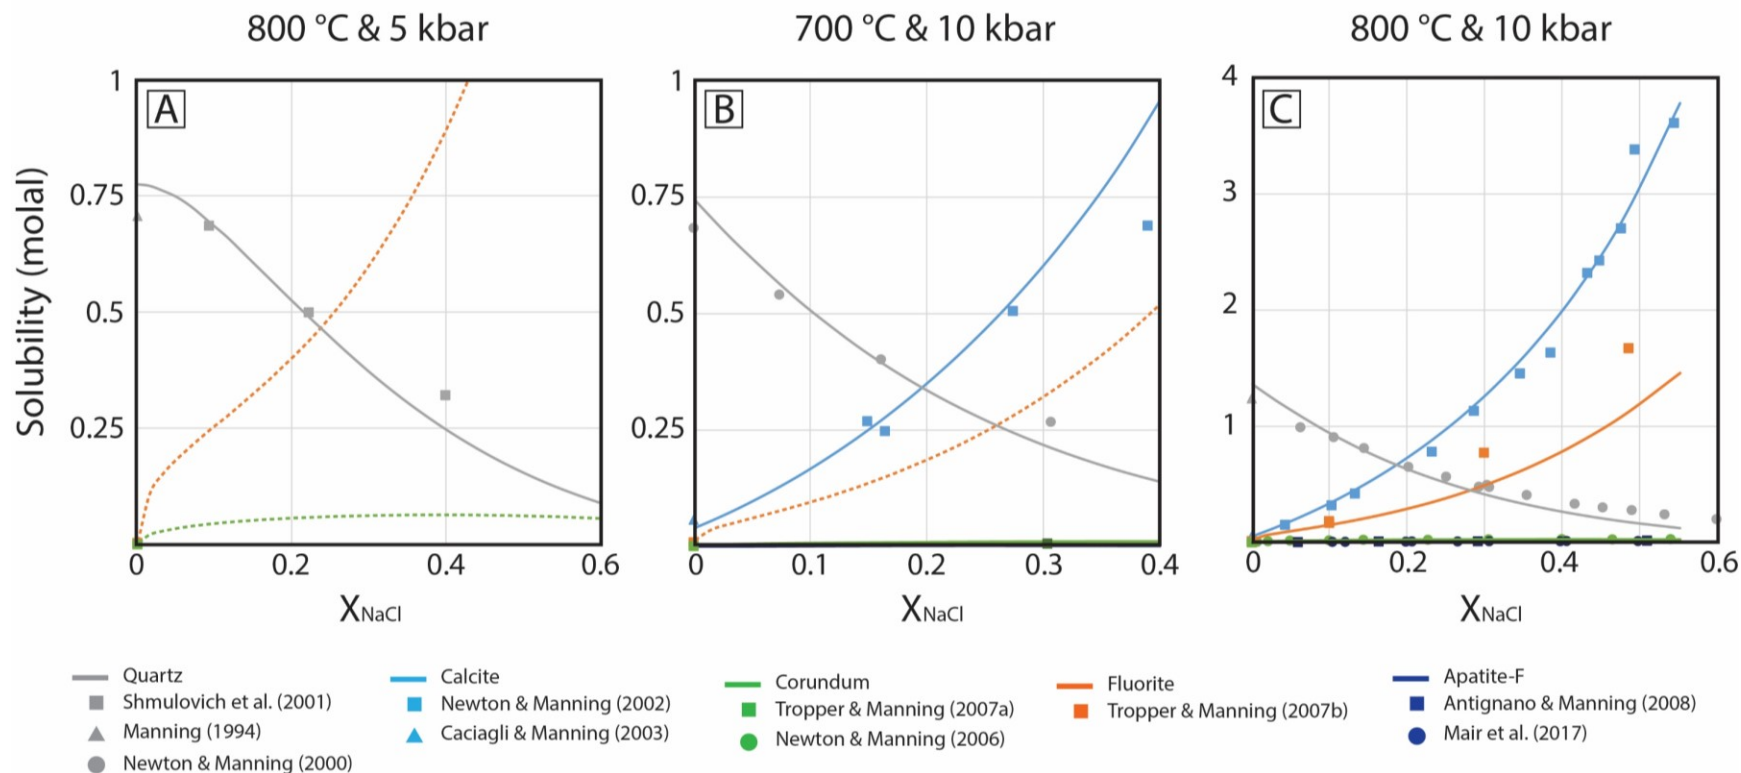 800 °C & 5 kbar
700 °C & 10 kbar
800 °C & 10 kbar
Solubility (molal)
A
1
0.75
0.5
0.25
0
0.2
0.4
0.6
XNaCl
B
1
0.75
0.5
0.25
0
0.1
0.2
0.3
0.4
XNaCl
C
4
3
2
1
0
0.2
0.4
0.6
XNaCl
Quartz
Shmulovich et al. (2001)
Manning (1994)
Newton & Manning (2000)
Calcite
Newton & Manning (2002)
Caciagli & Manning (2003)
Corundum
Tropper & Manning (2007a)
Newton & Manning (2006)
Fluorite
Tropper & Manning (2007b)
Apatite-F
Antignano & Manning (2008)
Mair et al. (2017)